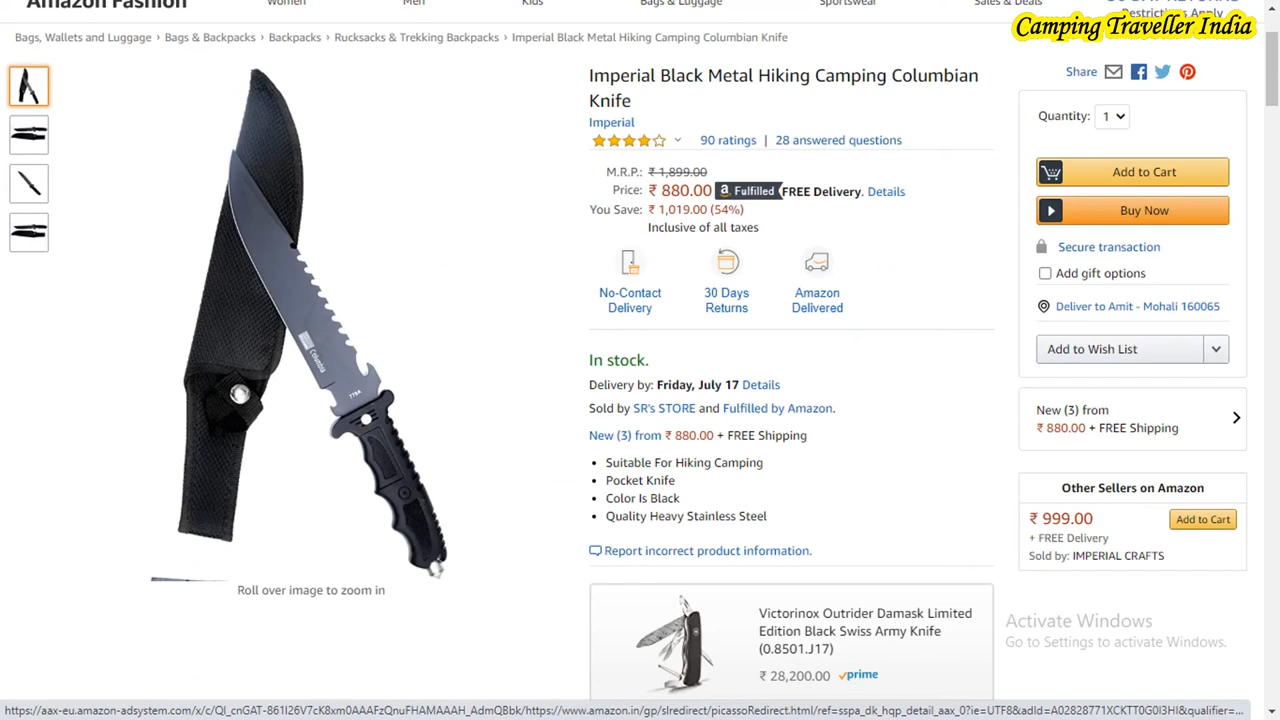 Amazon Fashion
Women
Men
Kids
Bags & Luggage
Sportswear
Sales & Deals
Restrictions Apply
Camping Traveller India
Bags, Wallets and Luggage › Bags & Backpacks › Backpacks › Rucksacks & Trekking Backpacks › Imperial Black Metal Hiking Camping Columbian Knife
Imperial Black Metal Hiking Camping Columbian
Knife
Imperial
90 ratings | 28 answered questions
M.R.P.: ₹ 1,899.00
Price: ₹ 880.00 a Fulfilled FREE Delivery. Details
You Save: ₹ 1,019.00 (54%)
Inclusive of all taxes
No-Contact
Delivery
30 Days
Returns
Amazon
Delivered
In stock.
Delivery by: Friday, July 17 Details
Sold by SR's STORE and Fulfilled by Amazon.
New (3) from ₹ 880.00 + FREE Shipping
• Suitable For Hiking Camping
• Pocket Knife
• Color Is Black
• Quality Heavy Stainless Steel
Report incorrect product information.
Columbia
778A
Roll over image to zoom in
Victorinox Outrider Damask Limited
Edition Black Swiss Army Knife
(0.8501.J17)
₹ 28,200.00 prime
Share
Quantity: 1
Add to Cart
Buy Now
Secure transaction
Add gift options
Deliver to Amit - Mohali 160065
Add to Wish List
New (3) from
₹ 880.00 + FREE Shipping
Other Sellers on Amazon
₹ 999.00 Add to Cart
+ FREE Delivery
Sold by: IMPERIAL CRAFTS
Activate Windows
Go to Settings to activate Windows.